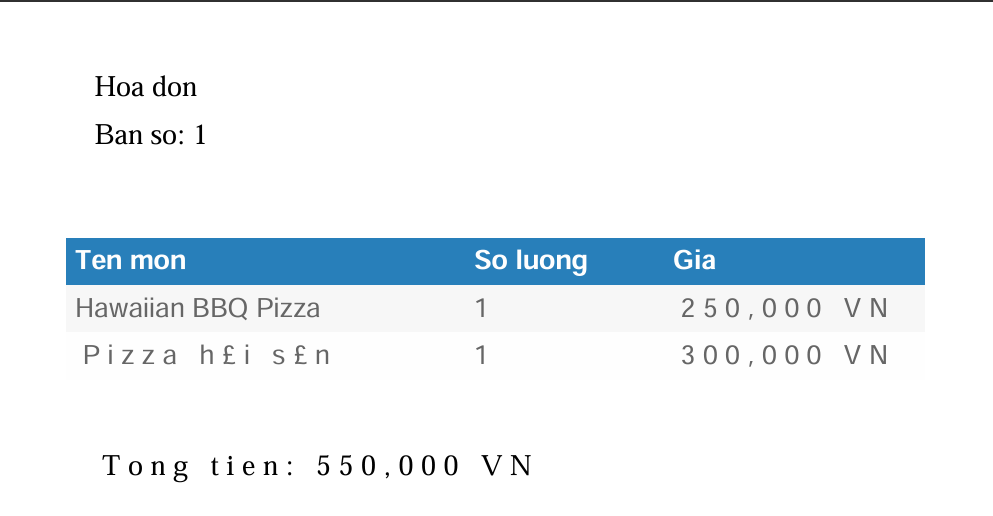 Hoa don
Ban so: 1
Ten mon So luong Gia
Hawaiian BBQ Pizza 1 250,000 VN
Pizza h£i s£n 1 300,000 VN
Tong tien: 550,000 VN